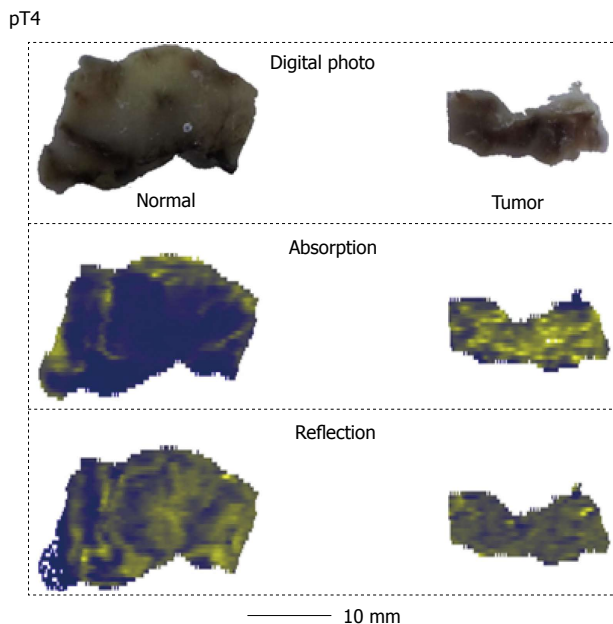 pT4
Digital photo
Normal
Tumor
Absorption
Reflection
10 mm